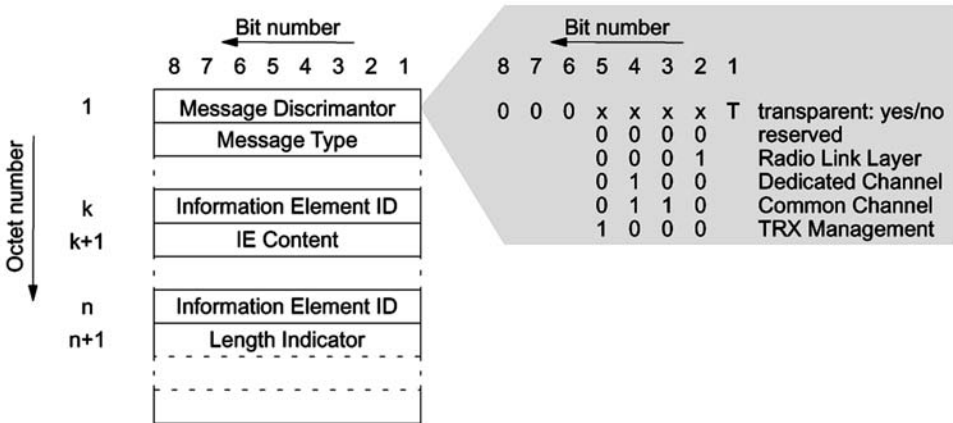 Bit number
8 7 6 5 4 3 2 1
Octet number
1 Message Discrimantor
Message Type
k Information Element ID
k+1 IE Content
n Information Element ID
n+1 Length Indicator
Bit number
8 7 6 5 4 3 2 1
0 0 0 x x x x T transparent: yes/no
0 0 0 0 reserved
0 0 0 1 Radio Link Layer
0 1 0 0 Dedicated Channel
0 1 1 0 Common Channel
1 0 0 0 TRX Management